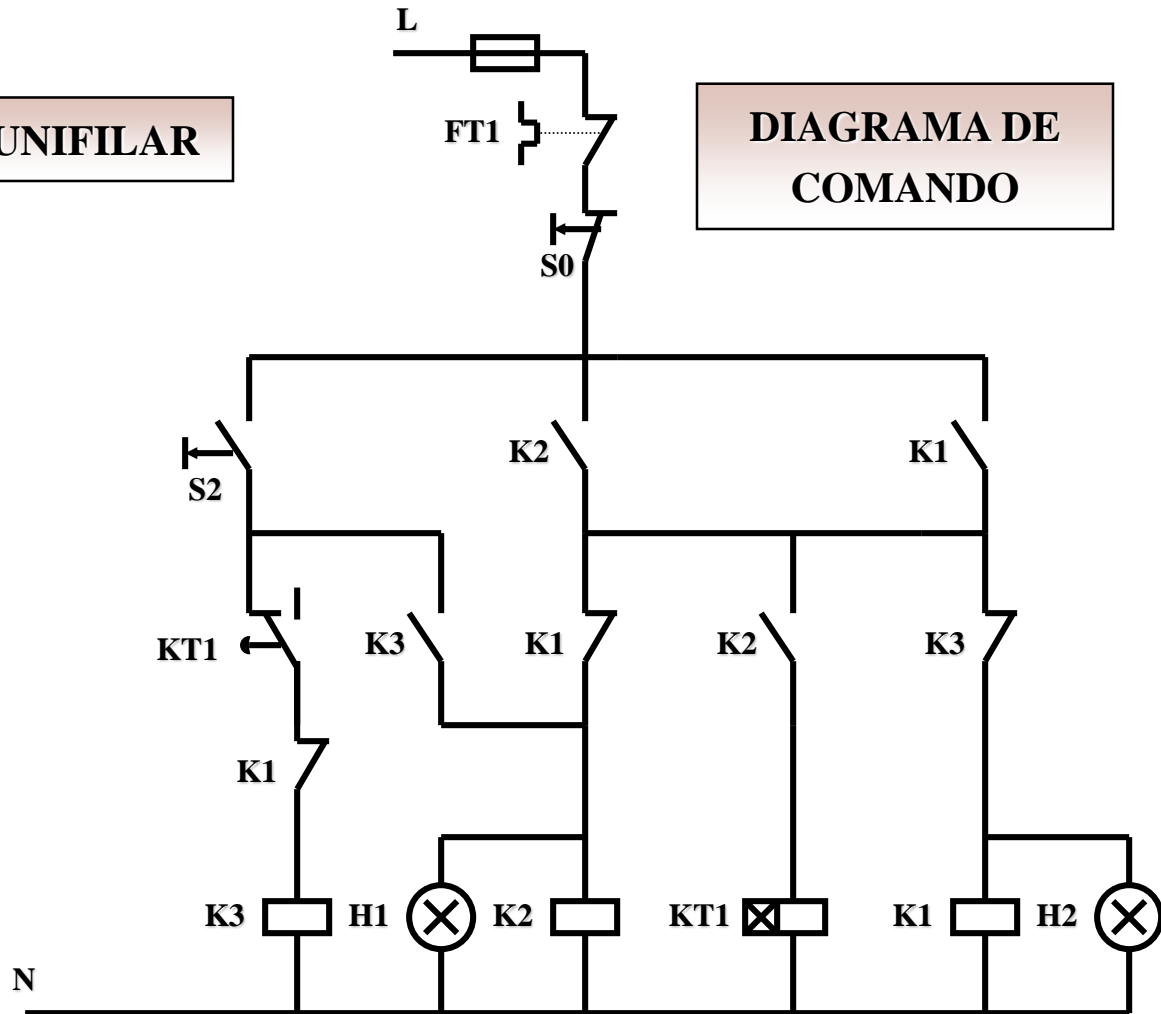 L
UNIFILAR
DIAGRAMA DE
COMANDO
FT1
S0
S2
K2
K1
KT1
K3
K1
K2
K3
K1
K3
H1
K2
KT1
K1
H2
N